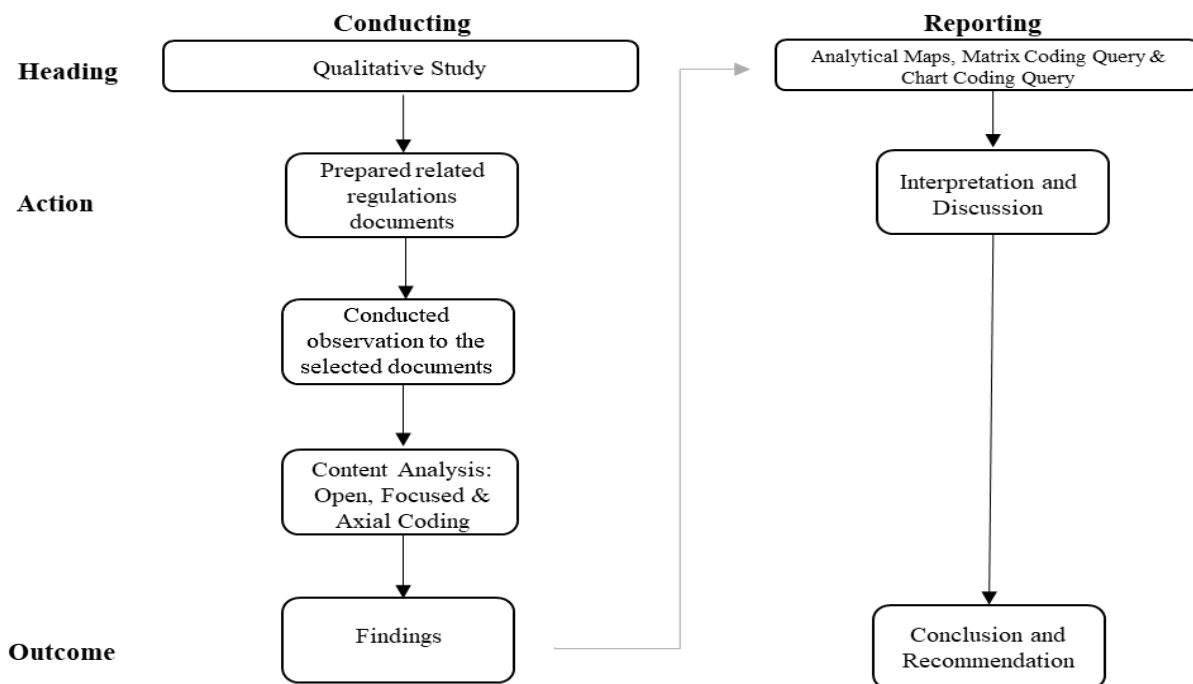 Conducting
Reporting
Heading
Qualitative Study
Analytical Maps, Matrix Coding Query &
Chart Coding Query
Action
Prepared related
regulations
documents
Interpretation and
Discussion
Conducted
observation to the
selected documents
Content Analysis:
Open, Focused &
Axial Coding
Outcome
Findings
Conclusion and
Recommendation